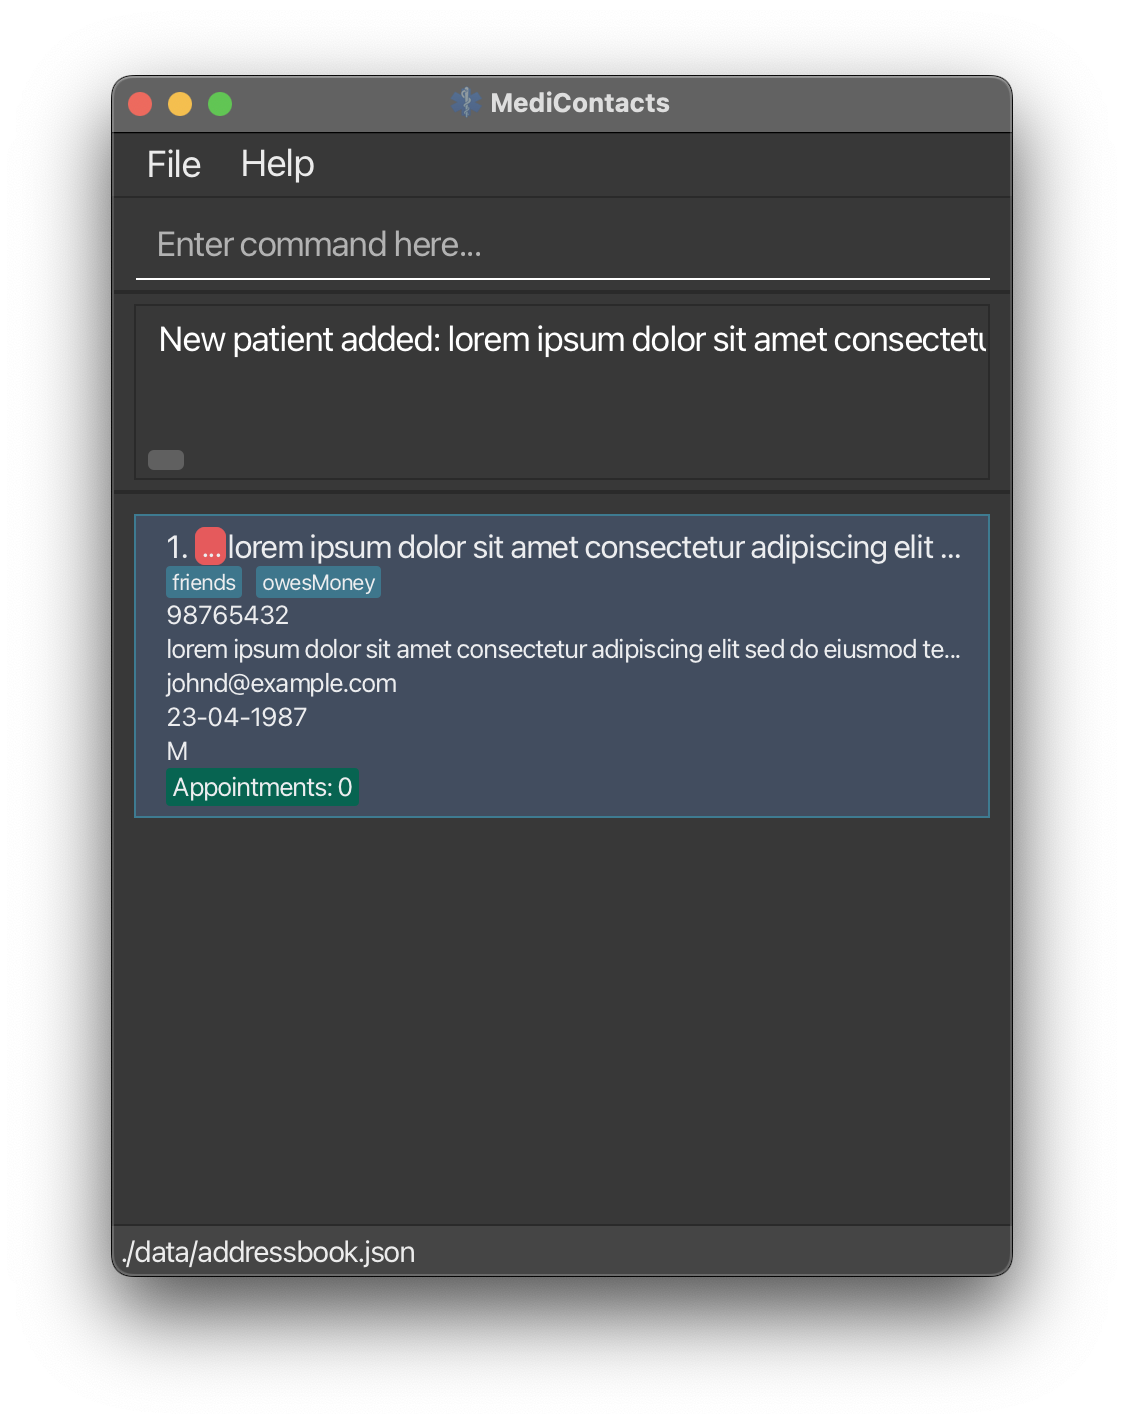 MediContacts
File Help
Enter command here...
New patient added: lorem ipsum dolor sit amet consectetu
1. ... lorem ipsum dolor sit amet consectetur adipiscing elit ...
friends owesMoney
98765432
lorem ipsum dolor sit amet consectetur adipiscing elit sed do eiusmod te...
johnd@example.com
23-04-1987
M
Appointments: 0
./data/addressbook.json